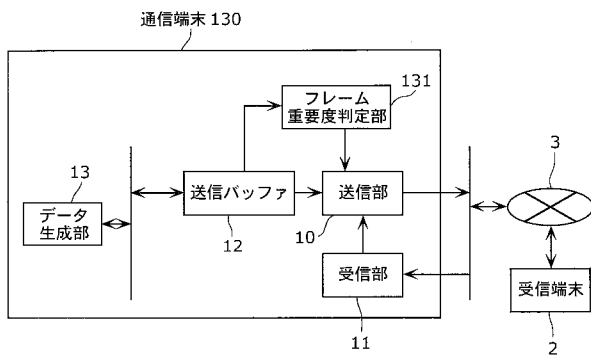 通信端末 130
フレーム
重要度判定部
131
13
データ
生成部
送信バッファ
12
送信部
10
受信部
11
3
受信端末
2